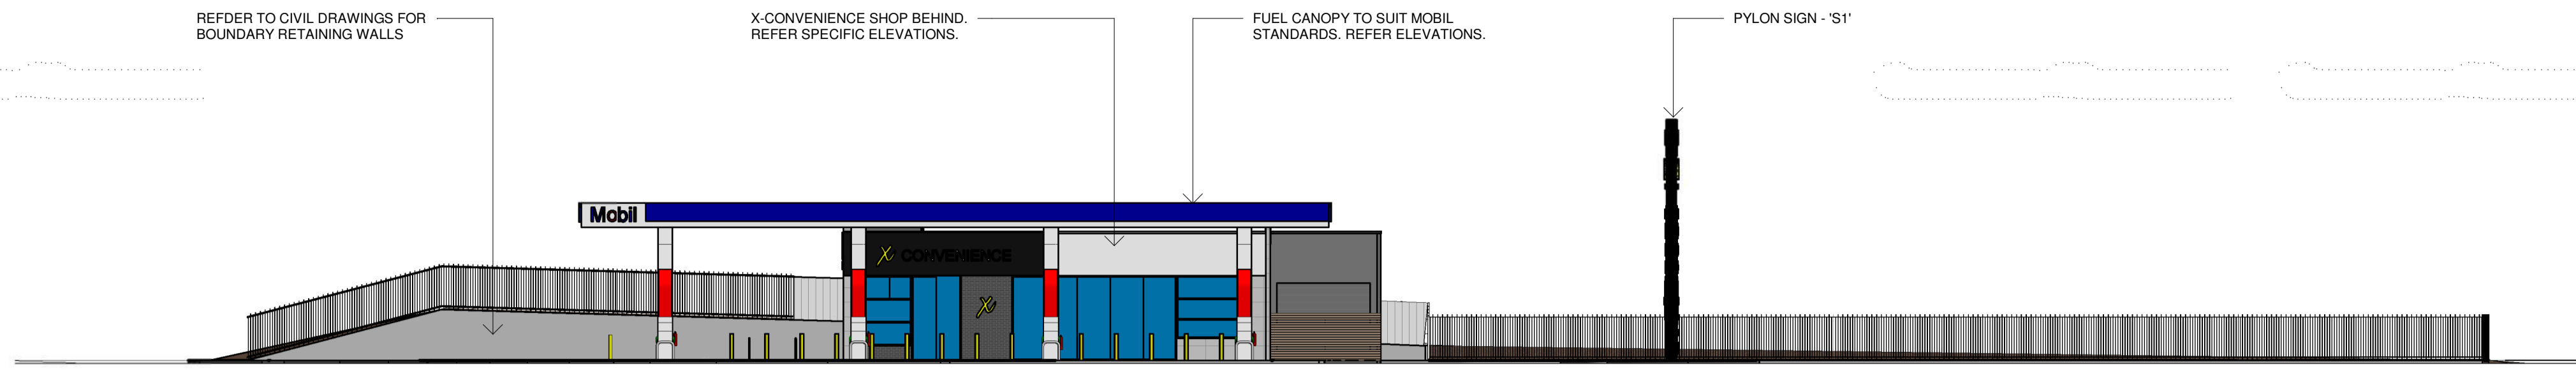 REFDER TO CIVIL DRAWINGS FOR
BOUNDARY RETAINING WALLS
X-CONVENIENCE SHOP BEHIND.
REFER SPECIFIC ELEVATIONS.
FUEL CANOPY TO SUIT MOBIL
STANDARDS. REFER ELEVATIONS.
PYLON SIGN - 'S1'
Mobil
X CONVENIENCE
X